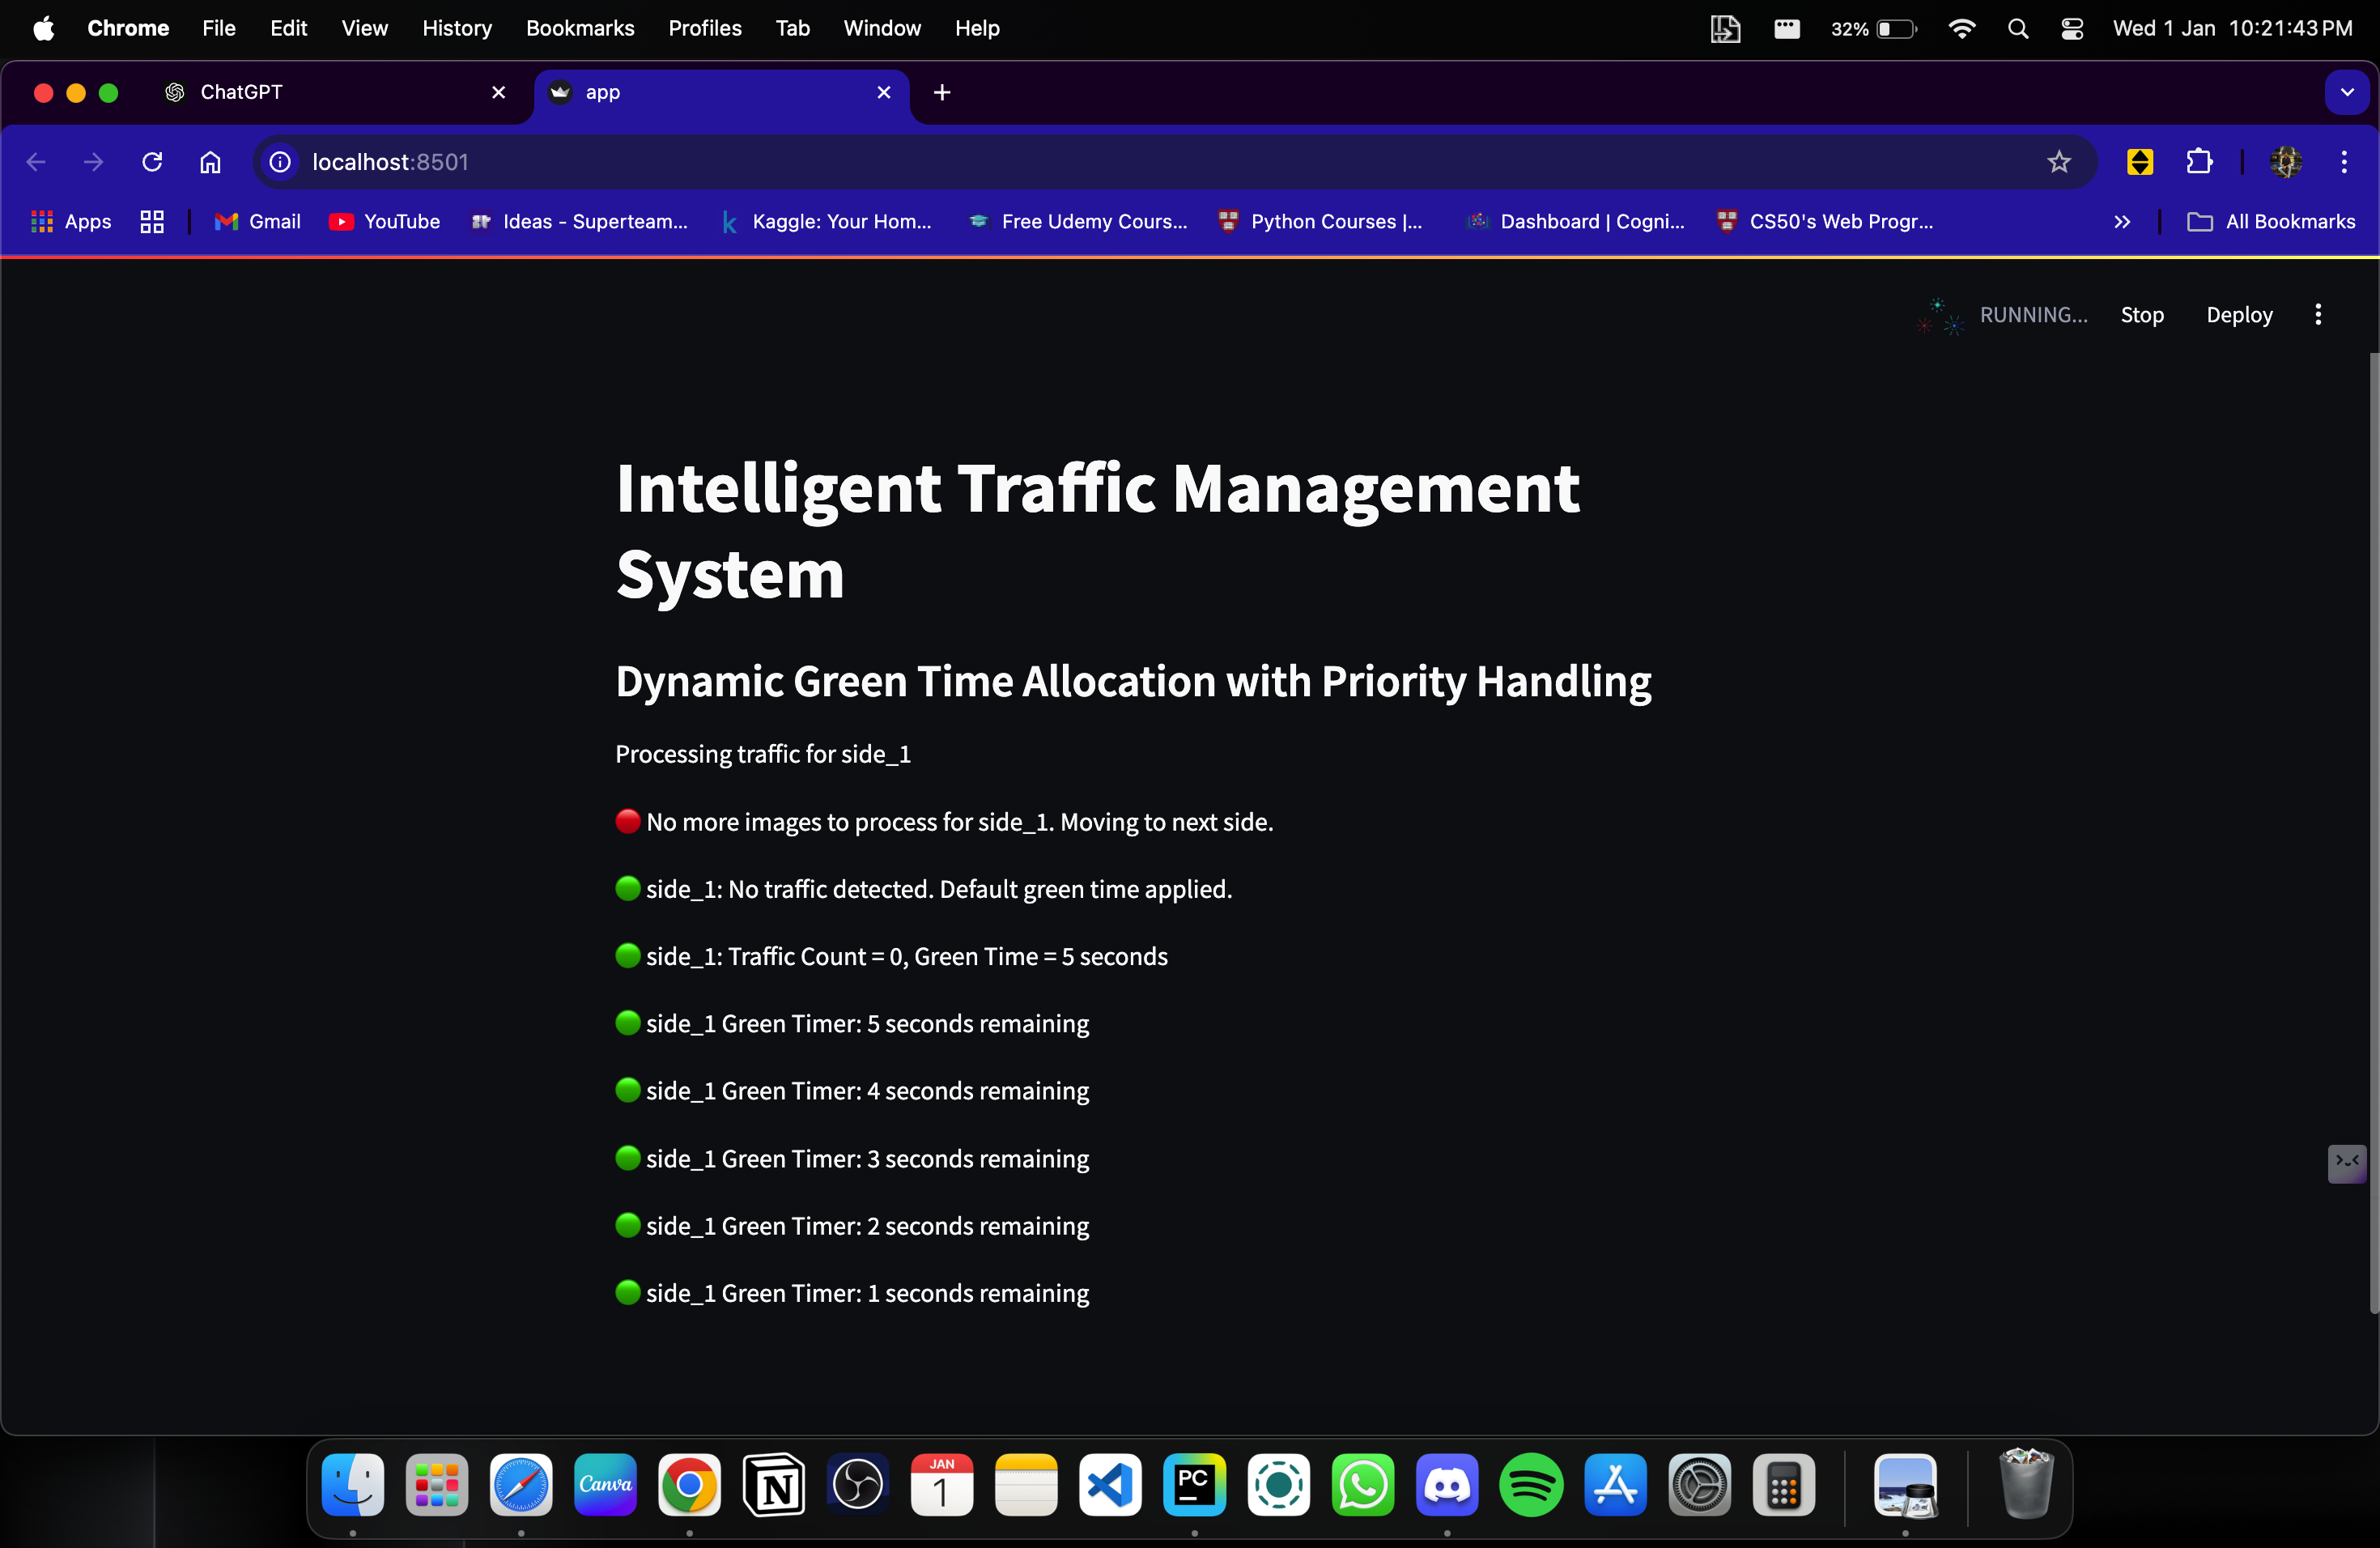 Chrome File Edit View History Bookmarks Profiles Tab Window Help 32% Wed 1 Jan 10:21:43 PM
ChatGPT app
localhost:8501
Apps Gmail YouTube Ideas - Superteam... Kaggle: Your Hom... Free Udemy Cours... Python Courses |... Dashboard | Cogni... CS50's Web Progr... All Bookmarks
RUNNING... Stop Deploy
Intelligent Traffic Management
System
Dynamic Green Time Allocation with Priority Handling
Processing traffic for side_1
🔴 No more images to process for side_1. Moving to next side.
🟢 side_1: No traffic detected. Default green time applied.
🟢 side_1: Traffic Count = 0, Green Time = 5 seconds
🟢 side_1 Green Timer: 5 seconds remaining
🟢 side_1 Green Timer: 4 seconds remaining
🟢 side_1 Green Timer: 3 seconds remaining
🟢 side_1 Green Timer: 2 seconds remaining
🟢 side_1 Green Timer: 1 seconds remaining
Canva JAN 1 PC